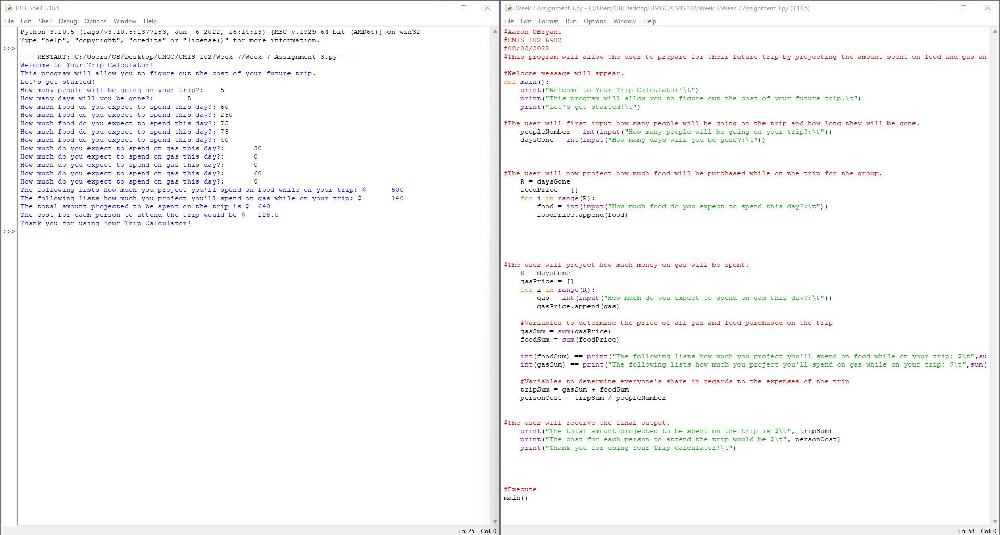 IDLE Shell 3.10.5
File Edit Shell Debug Options Window Help
Python 3.10.5 (tags/v3.10.5:f377153, Jun  6 2022, 16:14:13) [MSC v.1929 64 bit (AMD64)] on win32
Type "help", "copyright", "credits" or "license()" for more information.
>>>
=== RESTART: C:/Users/OB/Desktop/UMGC/CMIS 102/Week 7/Week 7 Assignment 3.py ===
Welcome to Your Trip Calculator!
This program will allow you to figure out the cost of your future trip.
Let's get started!
How many people will be going on your trip?:    5
How many days will you be gone?:        5
How much food do you expect to spend this day?: 60
How much food do you expect to spend this day?: 250
How much food do you expect to spend this day?: 75
How much food do you expect to spend this day?: 75
How much food do you expect to spend this day?: 40
How much do you expect to spend on gas this day?:       80
How much do you expect to spend on gas this day?:       0
How much do you expect to spend on gas this day?:       0
How much do you expect to spend on gas this day?:       60
How much do you expect to spend on gas this day?:       0
The following lists how much you project you'll spend on food while on your trip: $      500
The following lists how much you project you'll spend on gas while on your trip: $       140
The total amount projected to be spent on the trip is $  640
The cost for each person to attend the trip would be $   128.0
Thank you for using Your Trip Calculator!
>>>
Ln: 25 Col: 0
Week 7 Assignment 3.py - C:/Users/OB/Desktop/UMGC/CMIS 102/Week 7/Week 7 Assignment 3.py (3.10.5)
File Edit Format Run Options Window Help
#Aaron OBryant
#CMIS 102 6982
#08/02/2022
#This program will allow the user to prepare for their future trip by projecting the amount soent on food and gas an
#Welcome message will appear.
def main():
    print("Welcome to Your Trip Calculator!\t")
    print("This program will allow you to figure out the cost of your future trip.\t")
    print("Let's get started!\t")
#The user will first input how many people will be going on the trip and how long they will be gone.
    peopleNumber = int(input("How many people will be going on your trip?:\t"))
    daysGone = int(input("How many days will you be gone?:\t"))
#The user will now project how much food will be purchased while on the trip for the group.
    R = daysGone
    foodPrice = []
    for i in range(R):
        food = int(input("How much food do you expect to spend this day?:\t"))
        foodPrice.append(food)
#The user will project how much money on gas will be spent.
    R = daysGone
    gasPrice = []
    for i in range(R):
        gas = int(input("How much do you expect to spend on gas this day?:\t"))
        gasPrice.append(gas)
    #Variables to determine the price of all gas and food purchased on the trip
    gasSum = sum(gasPrice)
    foodSum = sum(foodPrice)
    int(foodSum) == print("The following lists how much you project you'll spend on food while on your trip: $\t",su
    int(gasSum) == print("The following lists how much you project you'll spend on gas while on your trip: $\t",sum(
    #Variables to determine everyone's share in regards to the expenses of the trip
    tripSum = gasSum + foodSum
    personCost = tripSum / peopleNumber
#The user will receive the final output.
    print("The total amount projected to be spent on the trip is $\t", tripSum)
    print("The cost for each person to attend the trip would be $\t", personCost)
    print("Thank you for using Your Trip Calculator!\t")
#Execute
main()
Ln: 58 Col: 0